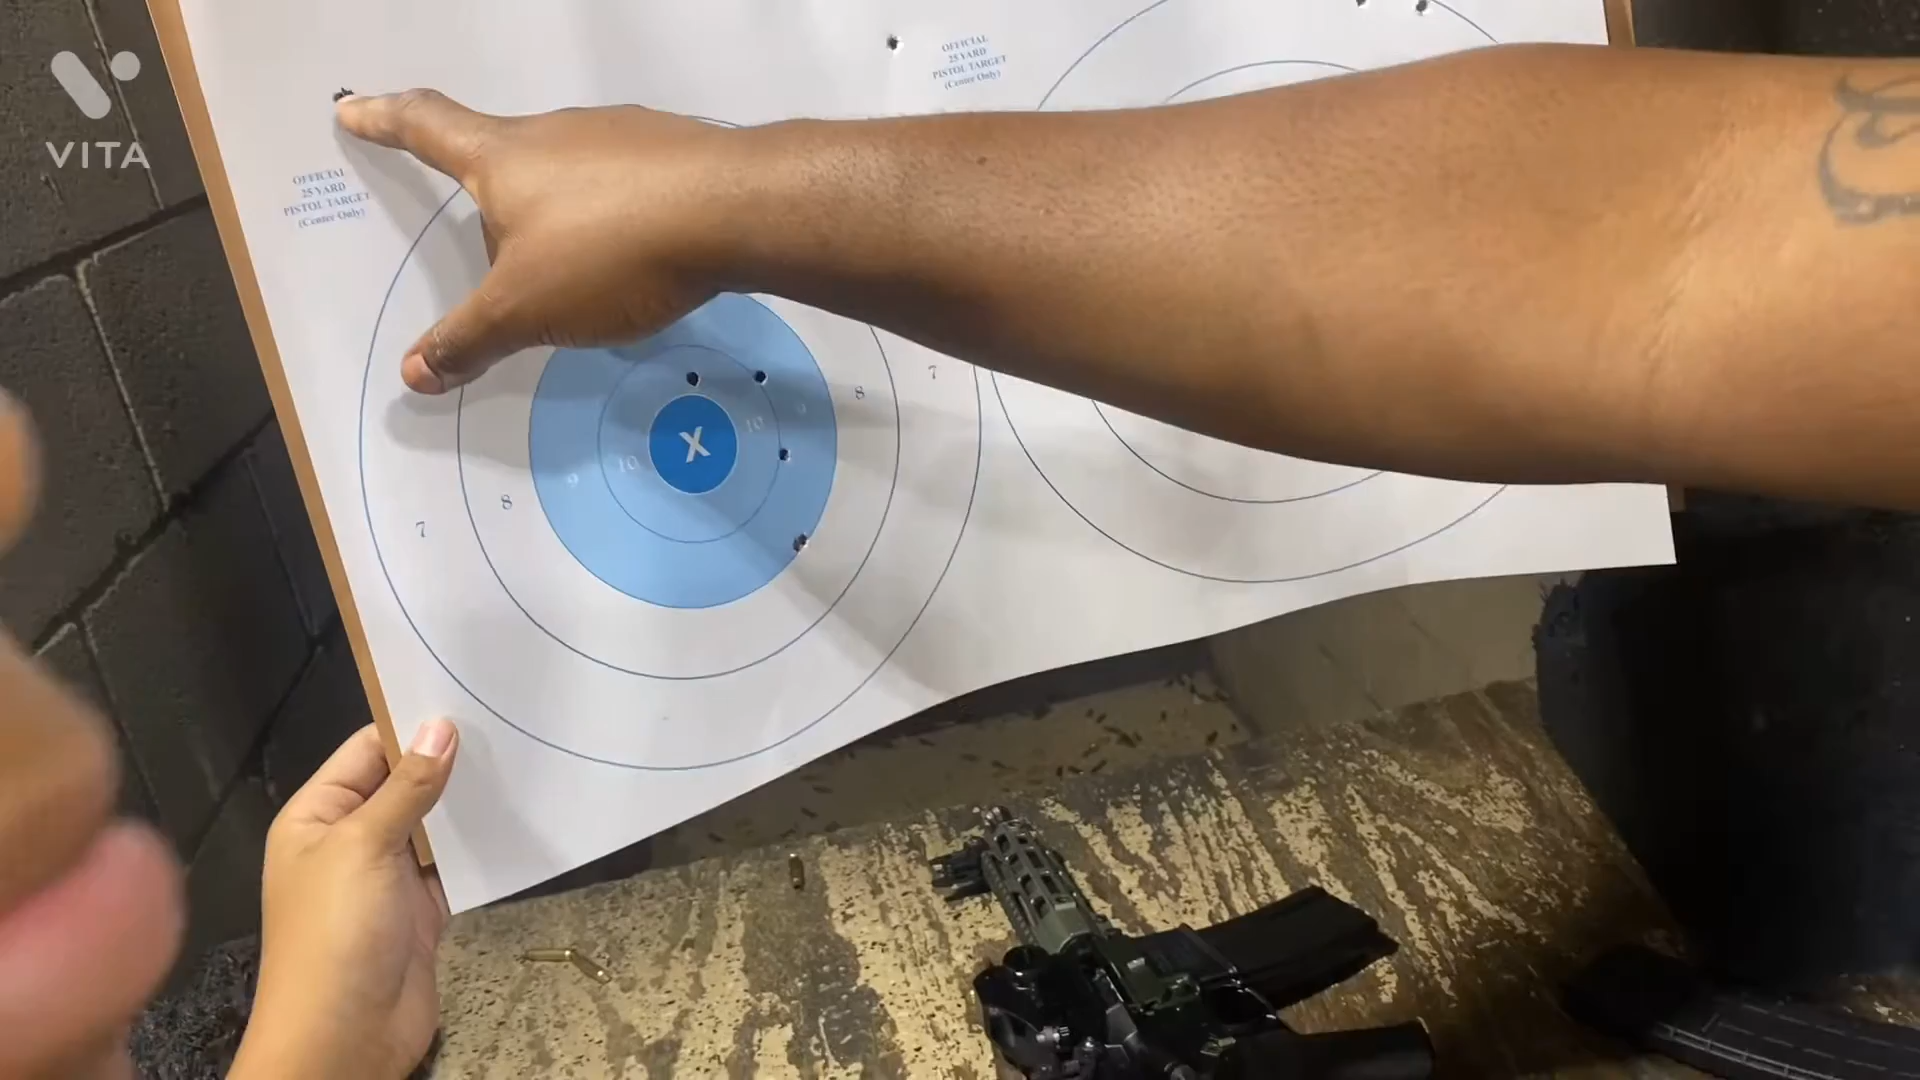 VITA
OFFICIAL
25 YARD
PISTOL TARGET
(Center Only)
OFFICIAL
25 YARD
PISTOL TARGET
(Center Only)
7
8
9
10
X
10
9
8
7